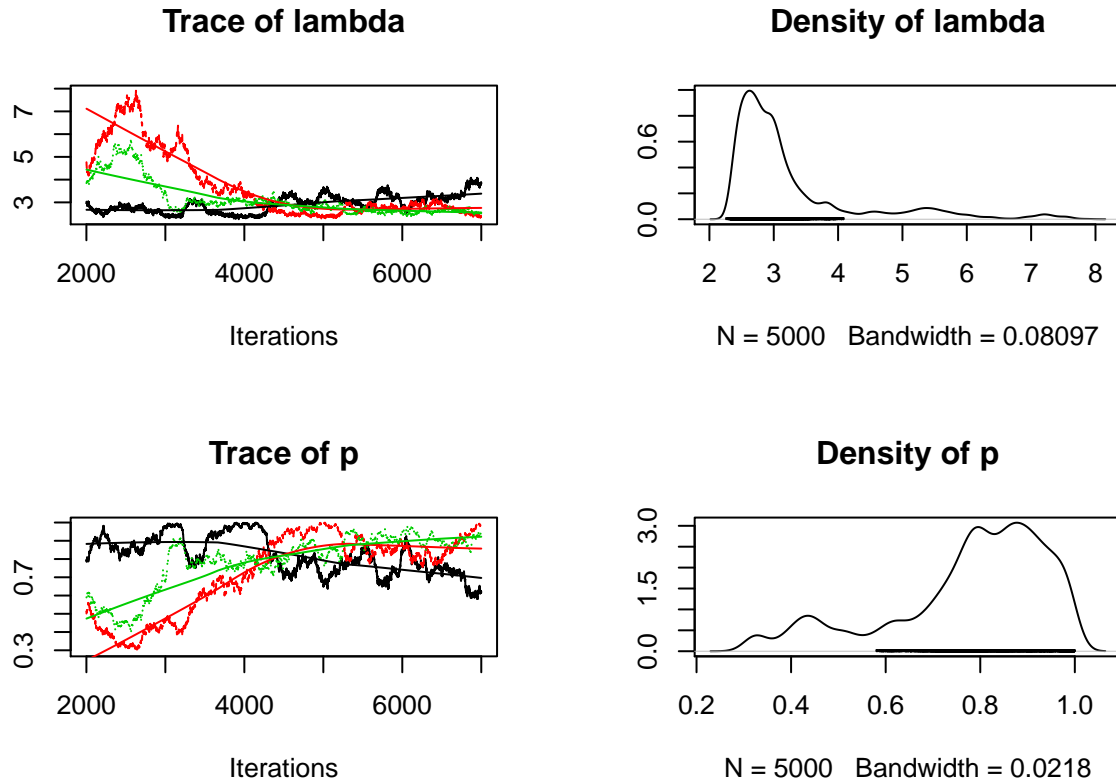 Trace of lambda
7
5
3
2000 4000 6000
Iterations
Density of lambda
0.6
0.0
2 3 4 5 6 7 8
N = 5000 Bandwidth = 0.08097
Trace of p
0.7
0.3
2000 4000 6000
Iterations
Density of p
3.0
1.5
0.0
0.2 0.4 0.6 0.8 1.0
N = 5000 Bandwidth = 0.0218